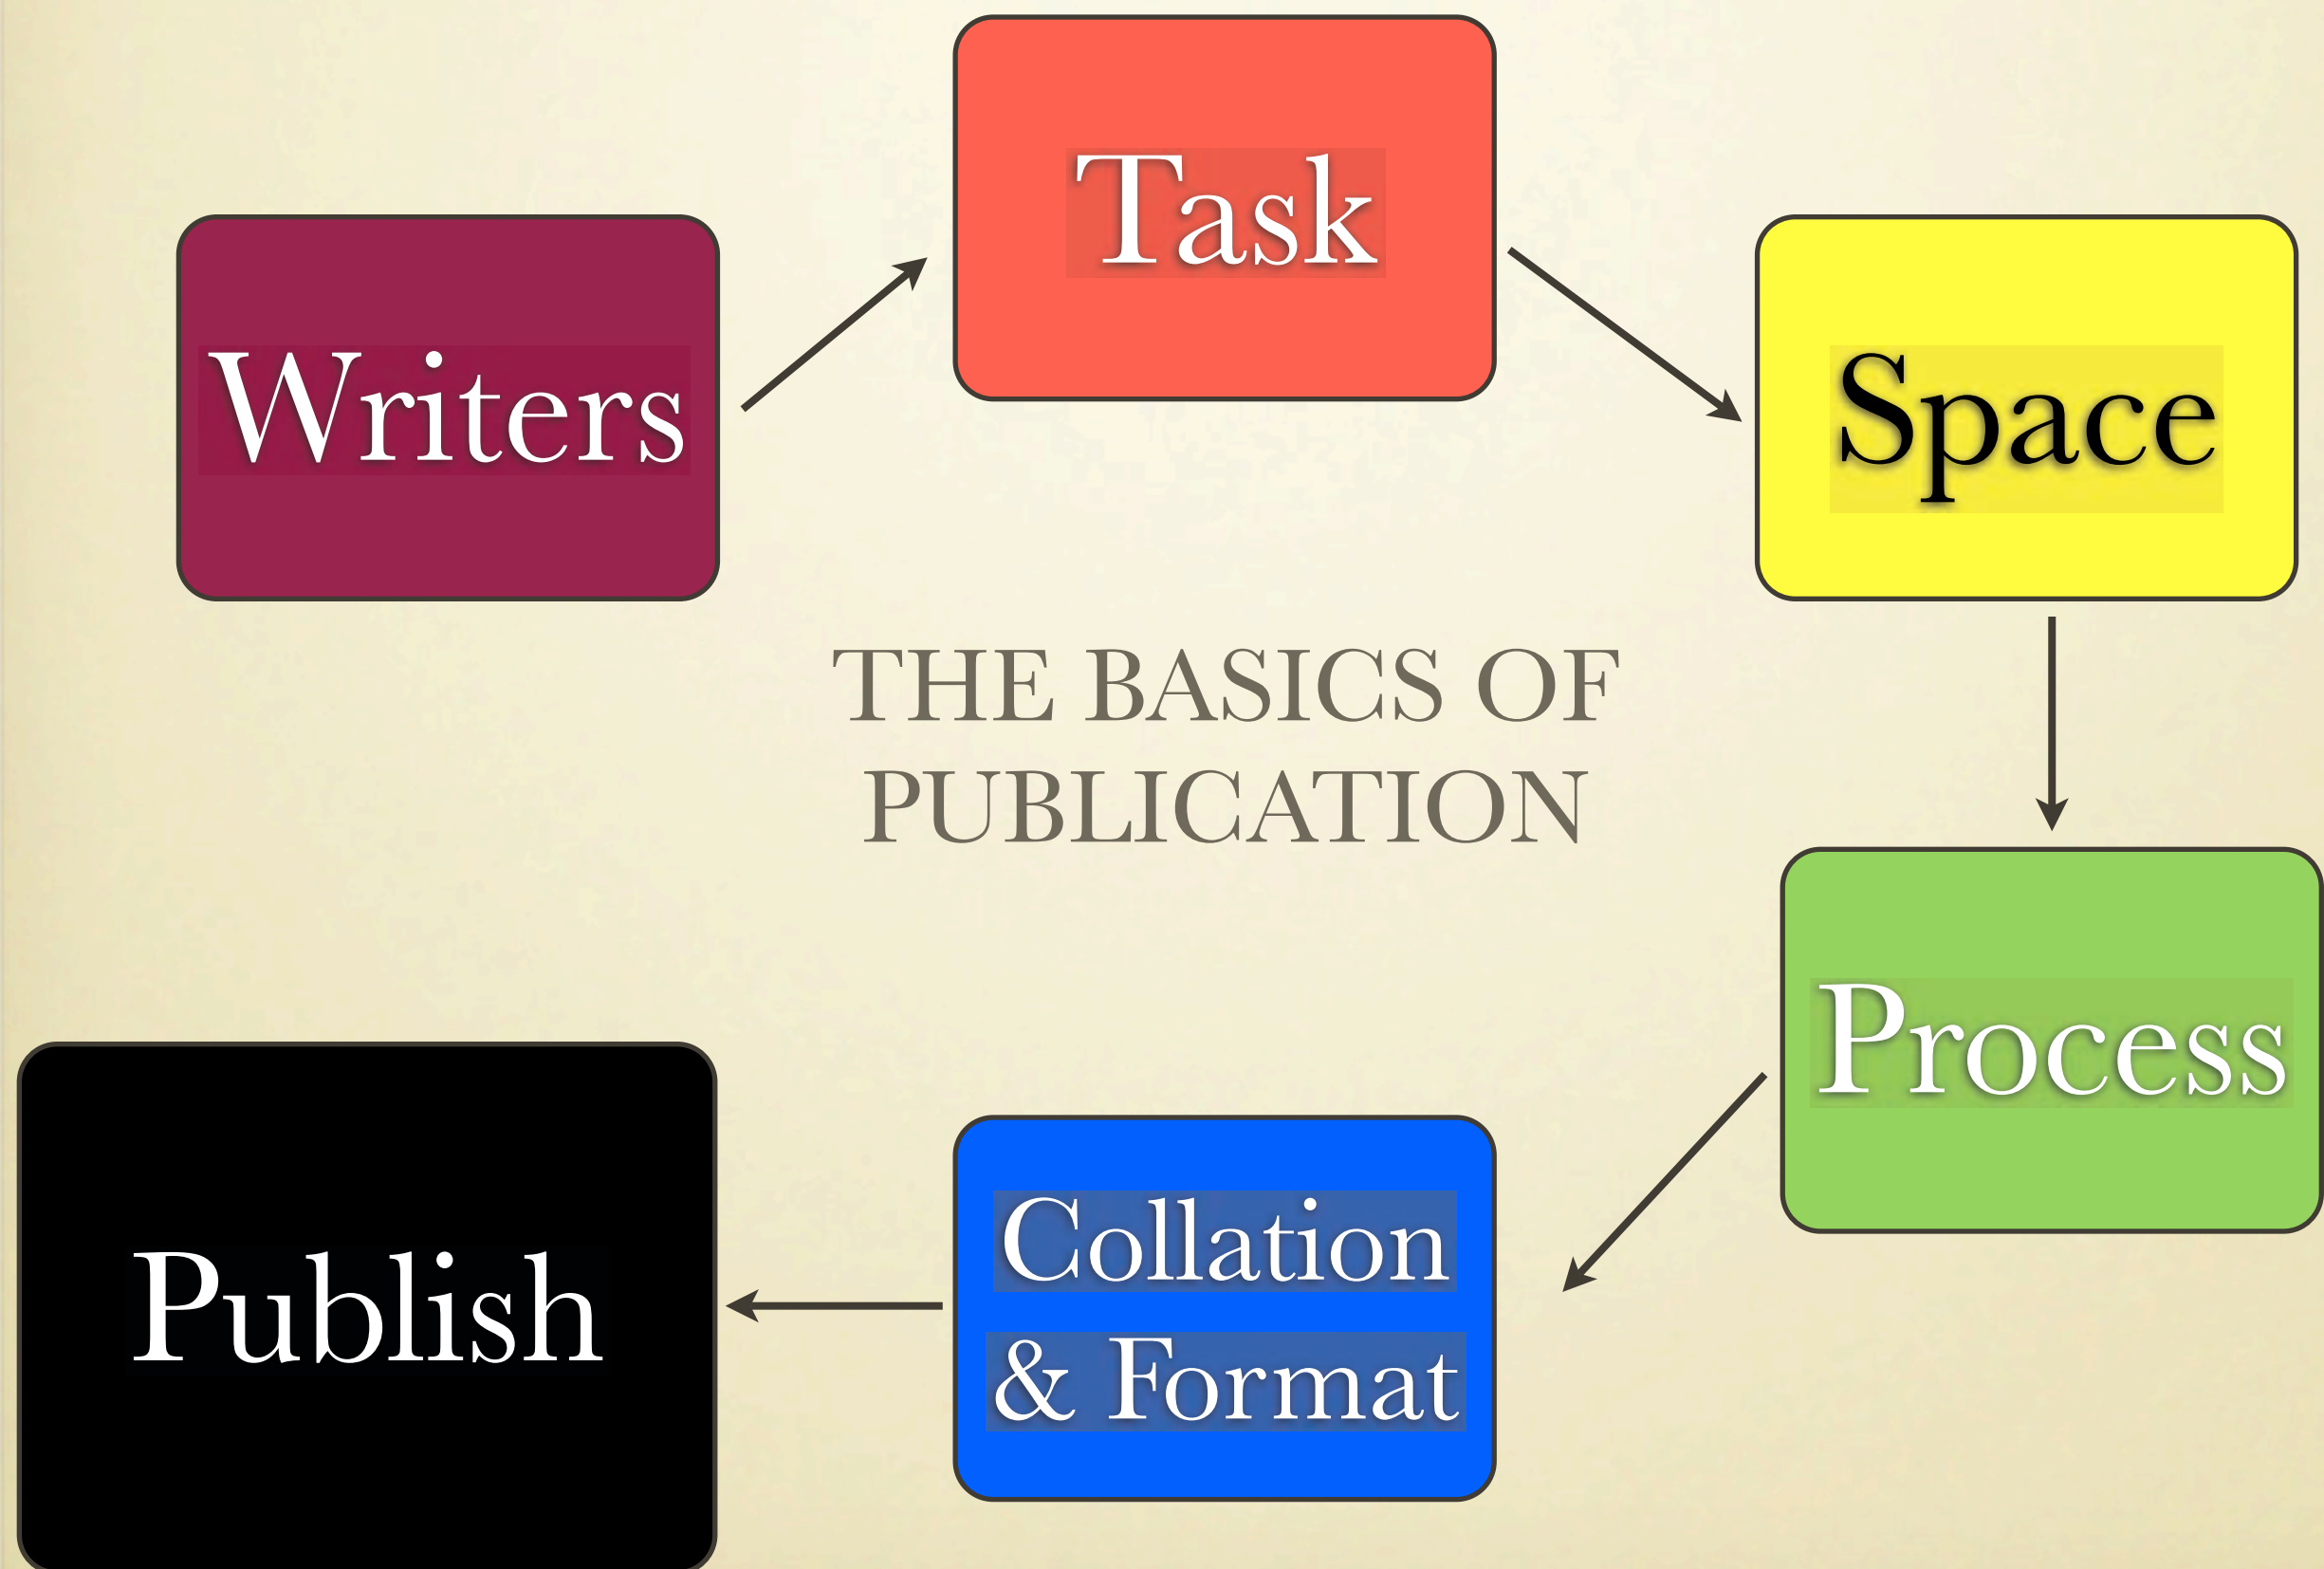 Writers
Task
Space
THE BASICS OF
PUBLICATION
Process
Collation
& Format
Publish